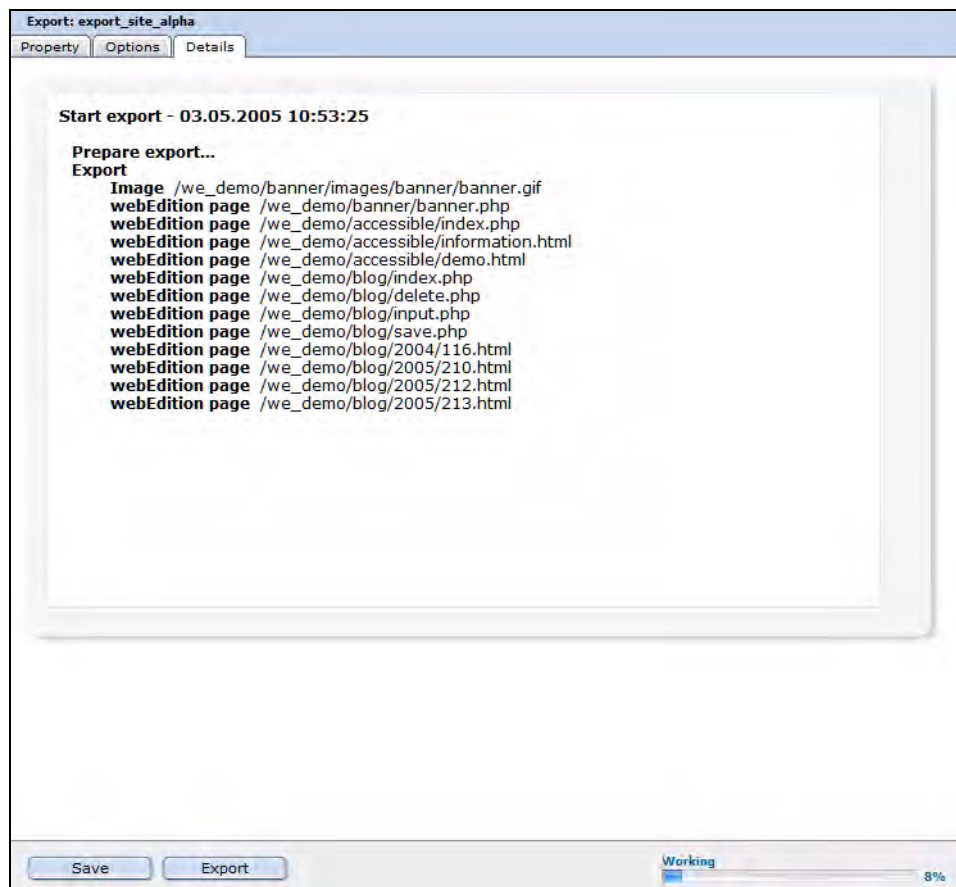 Export: export_site_alpha
Property Options Details
Start export - 03.05.2005 10:53:25
Prepare export...
Export
Image /we_demo/banner/images/banner/banner.gif
webEdition page /we_demo/banner/banner.php
webEdition page /we_demo/accessible/index.php
webEdition page /we_demo/accessible/information.html
webEdition page /we_demo/accessible/demo.html
webEdition page /we_demo/blog/index.php
webEdition page /we_demo/blog/delete.php
webEdition page /we_demo/blog/input.php
webEdition page /we_demo/blog/save.php
webEdition page /we_demo/blog/2004/116.html
webEdition page /we_demo/blog/2005/210.html
webEdition page /we_demo/blog/2005/212.html
webEdition page /we_demo/blog/2005/213.html
Save Export Working
8%